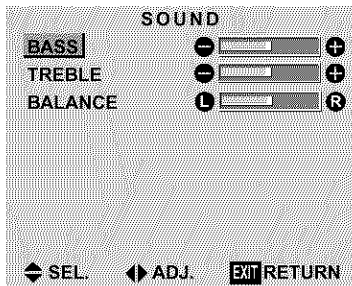 SOUND
BASS
TREBLE
BALANCE L R
SEL. ADJ. EXIT RETURN